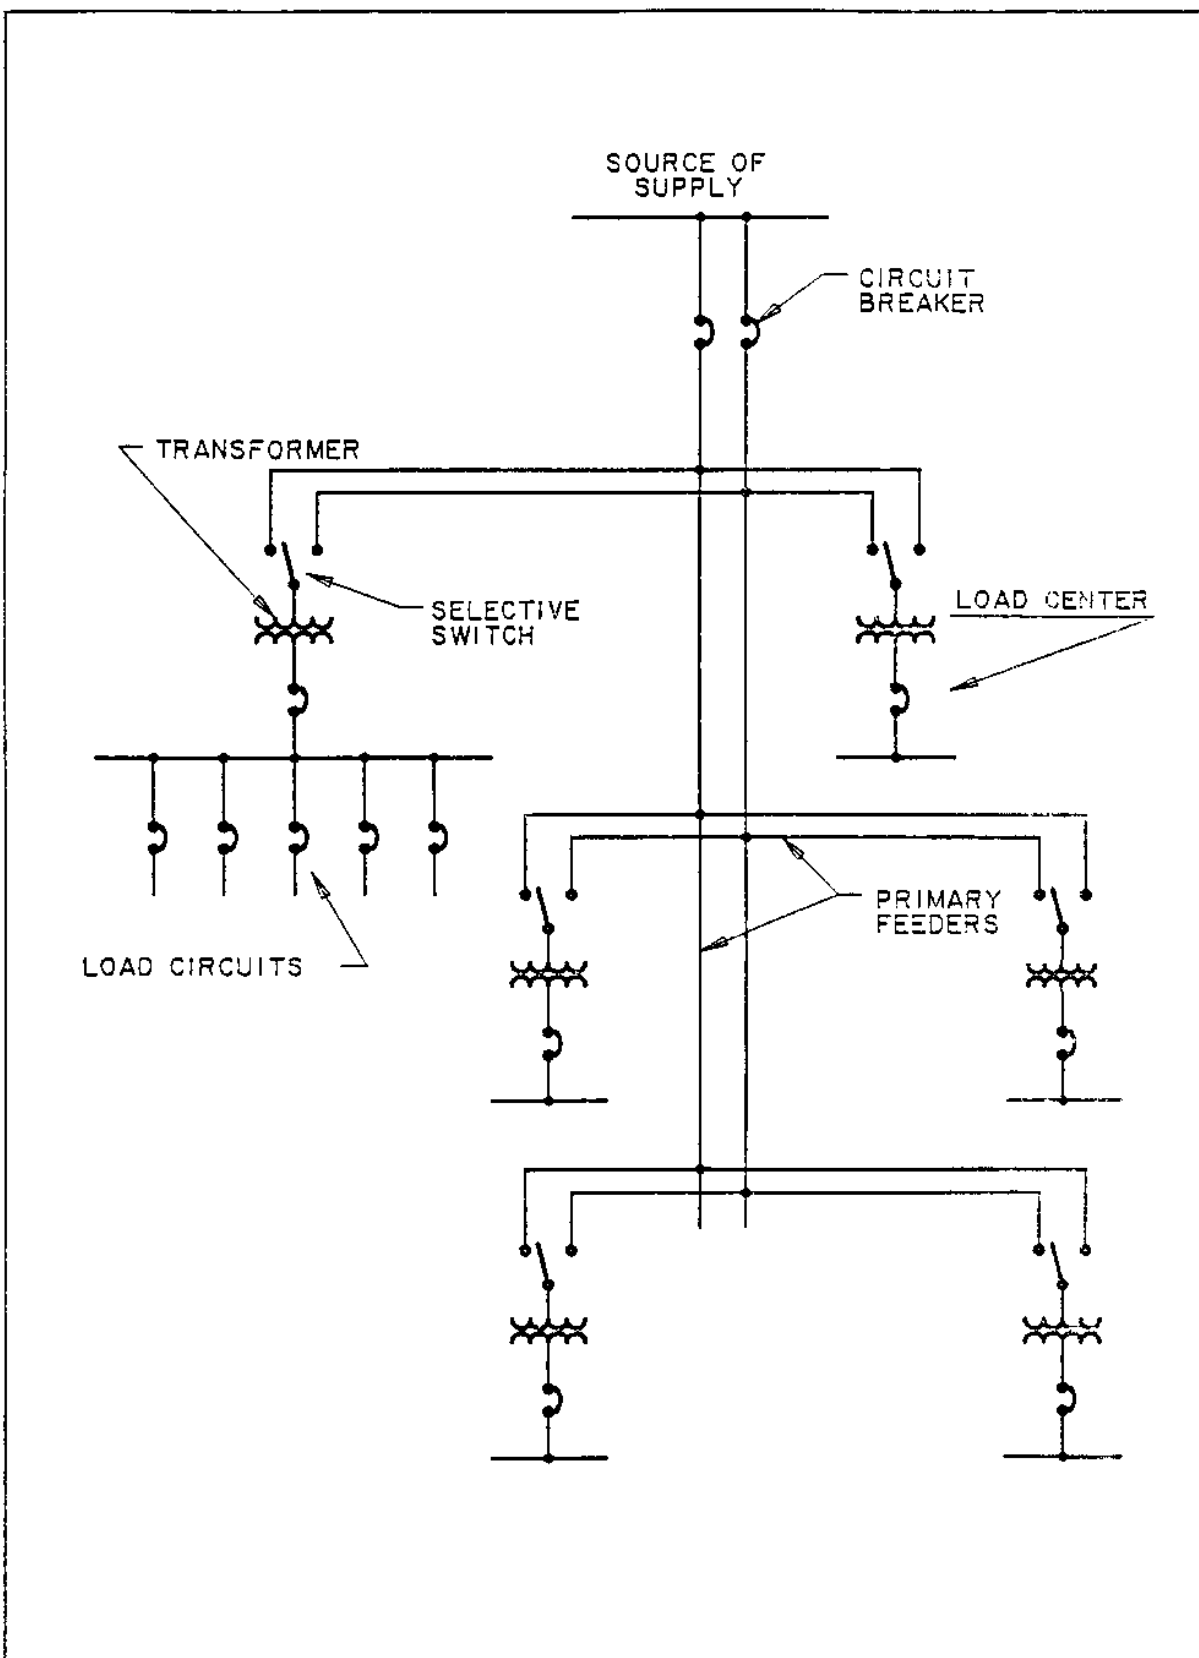 SOURCE OF
SUPPLY
CIRCUIT
BREAKER
TRANSFORMER
SELECTIVE
SWITCH
LOAD CENTER
PRIMARY
FEEDERS
LOAD CIRCUITS